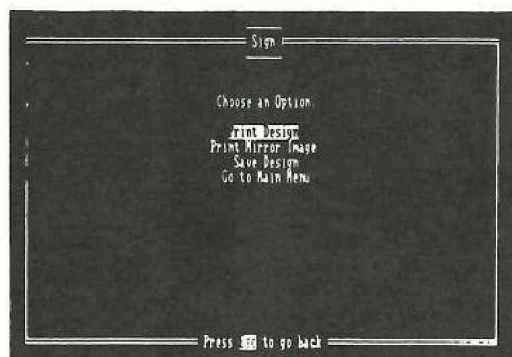 Sign
Choose an Option
Print Design
Print Mirror Image
Save Design
Go to Main Menu
Press Esc to go back